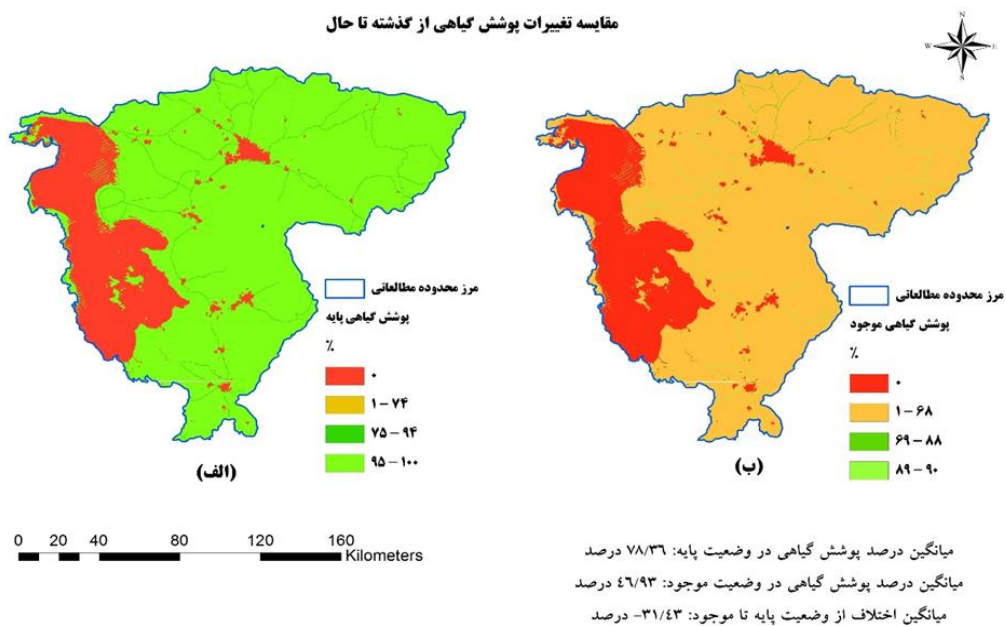 مقایسه تغییرات پوشش گیاهی از گذشته تا حال
N
W E
S
مرز محدوده مطالعاتی
پوشش گیاهی پایه
%
۰
۱ – ۷۴
۷۵ – ۹۴
۹۵ – ۱۰۰
(الف)
مرز محدوده مطالعاتی
پوشش گیاهی موجود
%
۰
۱ – ۶۸
۶۹ – ۸۸
۸۹ – ۹۰
(ب)
0 20 40 80 120 160
Kilometers
میانگین درصد پوشش گیاهی در وضعیت پایه: ۷۸/۳٦ درصد
میانگین درصد پوشش گیاهی در وضعیت موجود: ٤٦/۹۳ درصد
میانگین اختلاف از وضعیت پایه تا موجود: ۳۱/٤۳- درصد